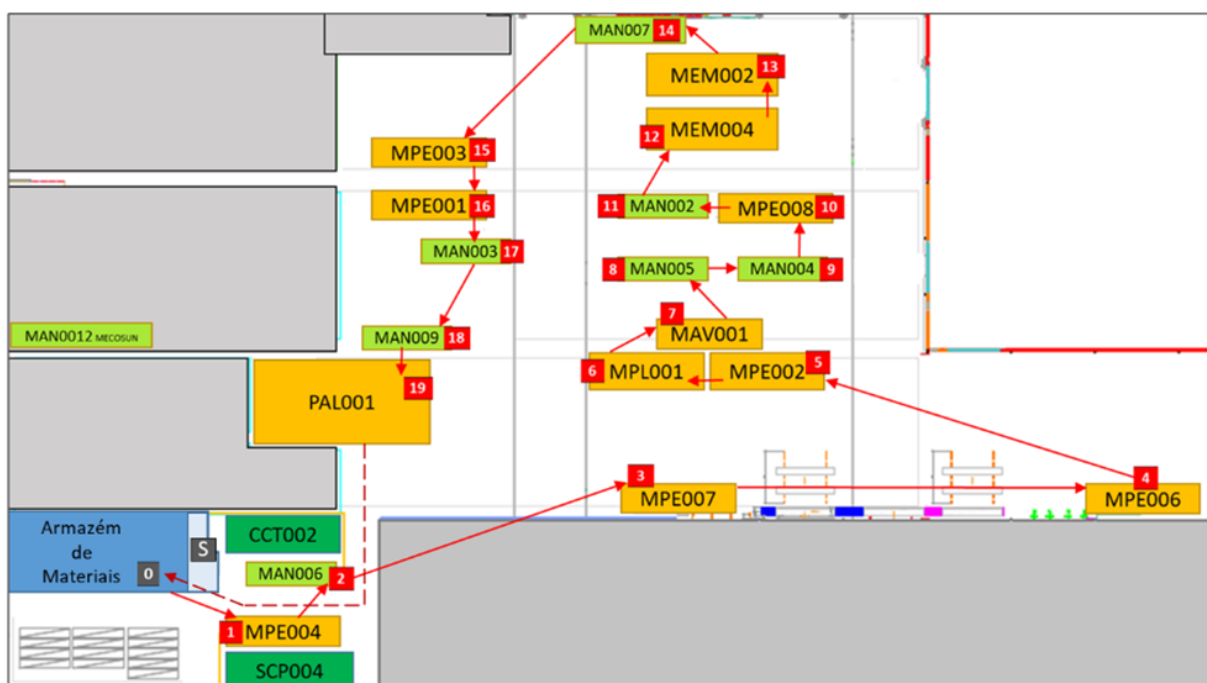 MAN007 14
MEM002 13
MEM004
12
MPE003 15
MPE001 16
11 MAN002
MPE008 10
MAN003 17
8 MAN005
MAN004 9
7
MAV001
MAN0012 MECOSUN
MAN009 18
6 MPL001
MPE002 5
19
PAL001
3
MPE007
4
MPE006
Armazém
de
Materiais 0
S
CCT002
MAN006 2
1 MPE004
SCP004